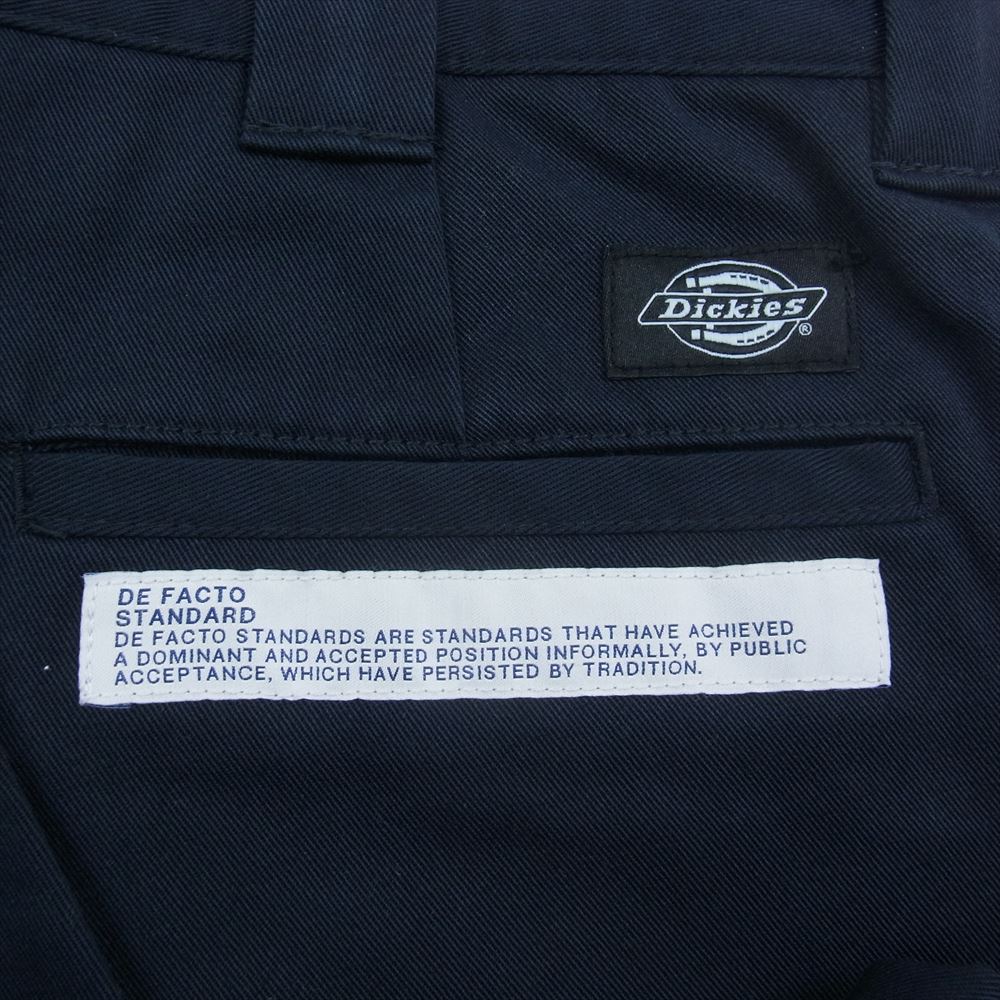 Dickies®
DE FACTO
STANDARD
DE FACTO STANDARDS ARE STANDARDS THAT HAVE ACHIEVED
A DOMINANT AND ACCEPTED POSITION INFORMALLY, BY PUBLIC
ACCEPTANCE, WHICH HAVE PERSISTED BY TRADITION.